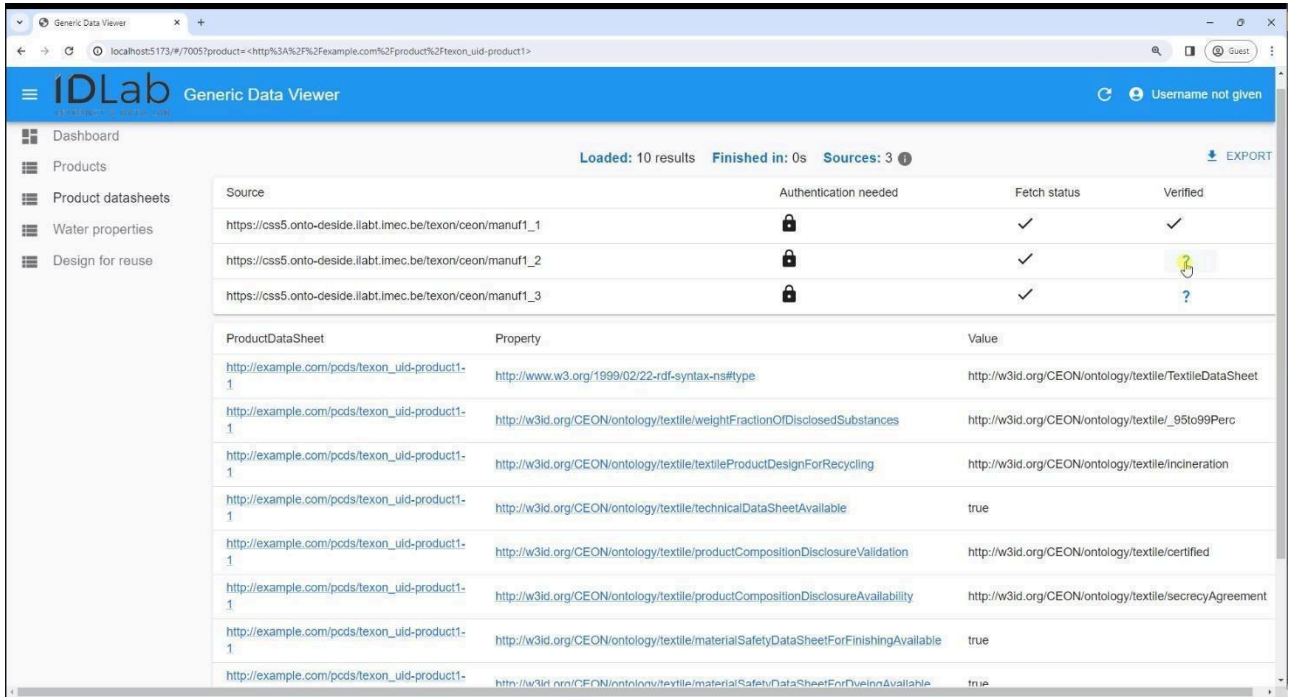 Generic Data Viewer
localhost:5173/#/7005?product=<http%3A%2F%2Fexample.com%2Fproduct%2Ftexon_uid-product1>
Guest
IDLab Generic Data Viewer
Username not given
Dashboard
Products
Product datasheets
Water properties
Design for reuse
Loaded: 10 results Finished in: 0s Sources: 3
EXPORT
Source Authentication needed Fetch status Verified
https://css5.onto-deside.ilabt.imec.be/texon/ceon/manuf1_1
https://css5.onto-deside.ilabt.imec.be/texon/ceon/manuf1_2 ?
https://css5.onto-deside.ilabt.imec.be/texon/ceon/manuf1_3 ?
ProductDataSheet Property Value
http://example.com/pcds/texon_uid-product1-
1 http://www.w3.org/1999/02/22-rdf-syntax-ns#type http://w3id.org/CEON/ontology/textile/TextileDataSheet
http://example.com/pcds/texon_uid-product1-
1 http://w3id.org/CEON/ontology/textile/weightFractionOfDisclosedSubstances http://w3id.org/CEON/ontology/textile/_95to99Perc
http://example.com/pcds/texon_uid-product1-
1 http://w3id.org/CEON/ontology/textile/textileProductDesignForRecycling http://w3id.org/CEON/ontology/textile/incineration
http://example.com/pcds/texon_uid-product1-
1 http://w3id.org/CEON/ontology/textile/technicalDataSheetAvailable true
http://example.com/pcds/texon_uid-product1-
1 http://w3id.org/CEON/ontology/textile/productCompositionDisclosureValidation http://w3id.org/CEON/ontology/textile/certified
http://example.com/pcds/texon_uid-product1-
1 http://w3id.org/CEON/ontology/textile/productCompositionDisclosureAvailability http://w3id.org/CEON/ontology/textile/secrecyAgreement
http://example.com/pcds/texon_uid-product1-
1 http://w3id.org/CEON/ontology/textile/materialSafetyDataSheetForFinishingAvailable true
http://example.com/pcds/texon_uid-product1-
http://w3id.org/CEON/ontology/textile/materialSafetyDataSheetForDyeingAvailable true